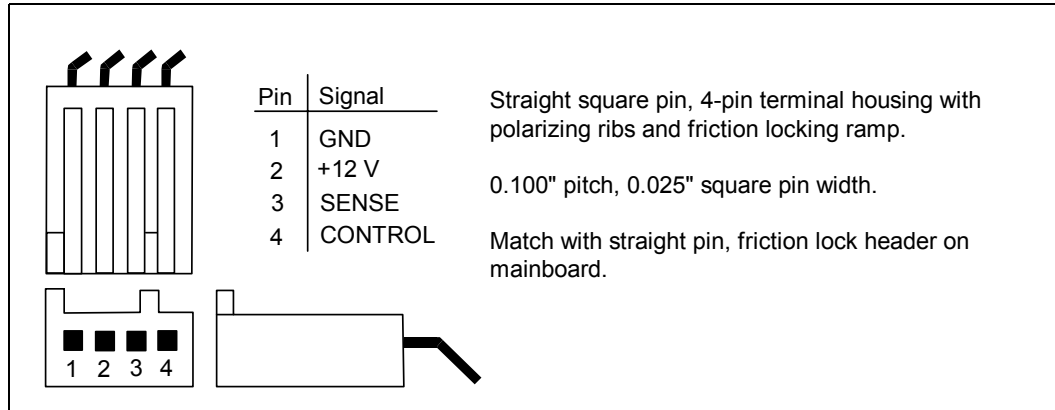 Pin Signal
1 GND
2 +12 V
3 SENSE
4 CONTROL
Straight square pin, 4-pin terminal housing with
polarizing ribs and friction locking ramp.
0.100" pitch, 0.025" square pin width.
Match with straight pin, friction lock header on
mainboard.
1 2 3 4